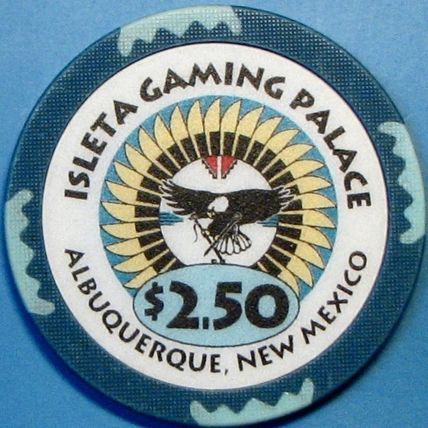 ISLETA GAMING PALACE
$2.50
ALBUQUERQUE, NEW MEXICO